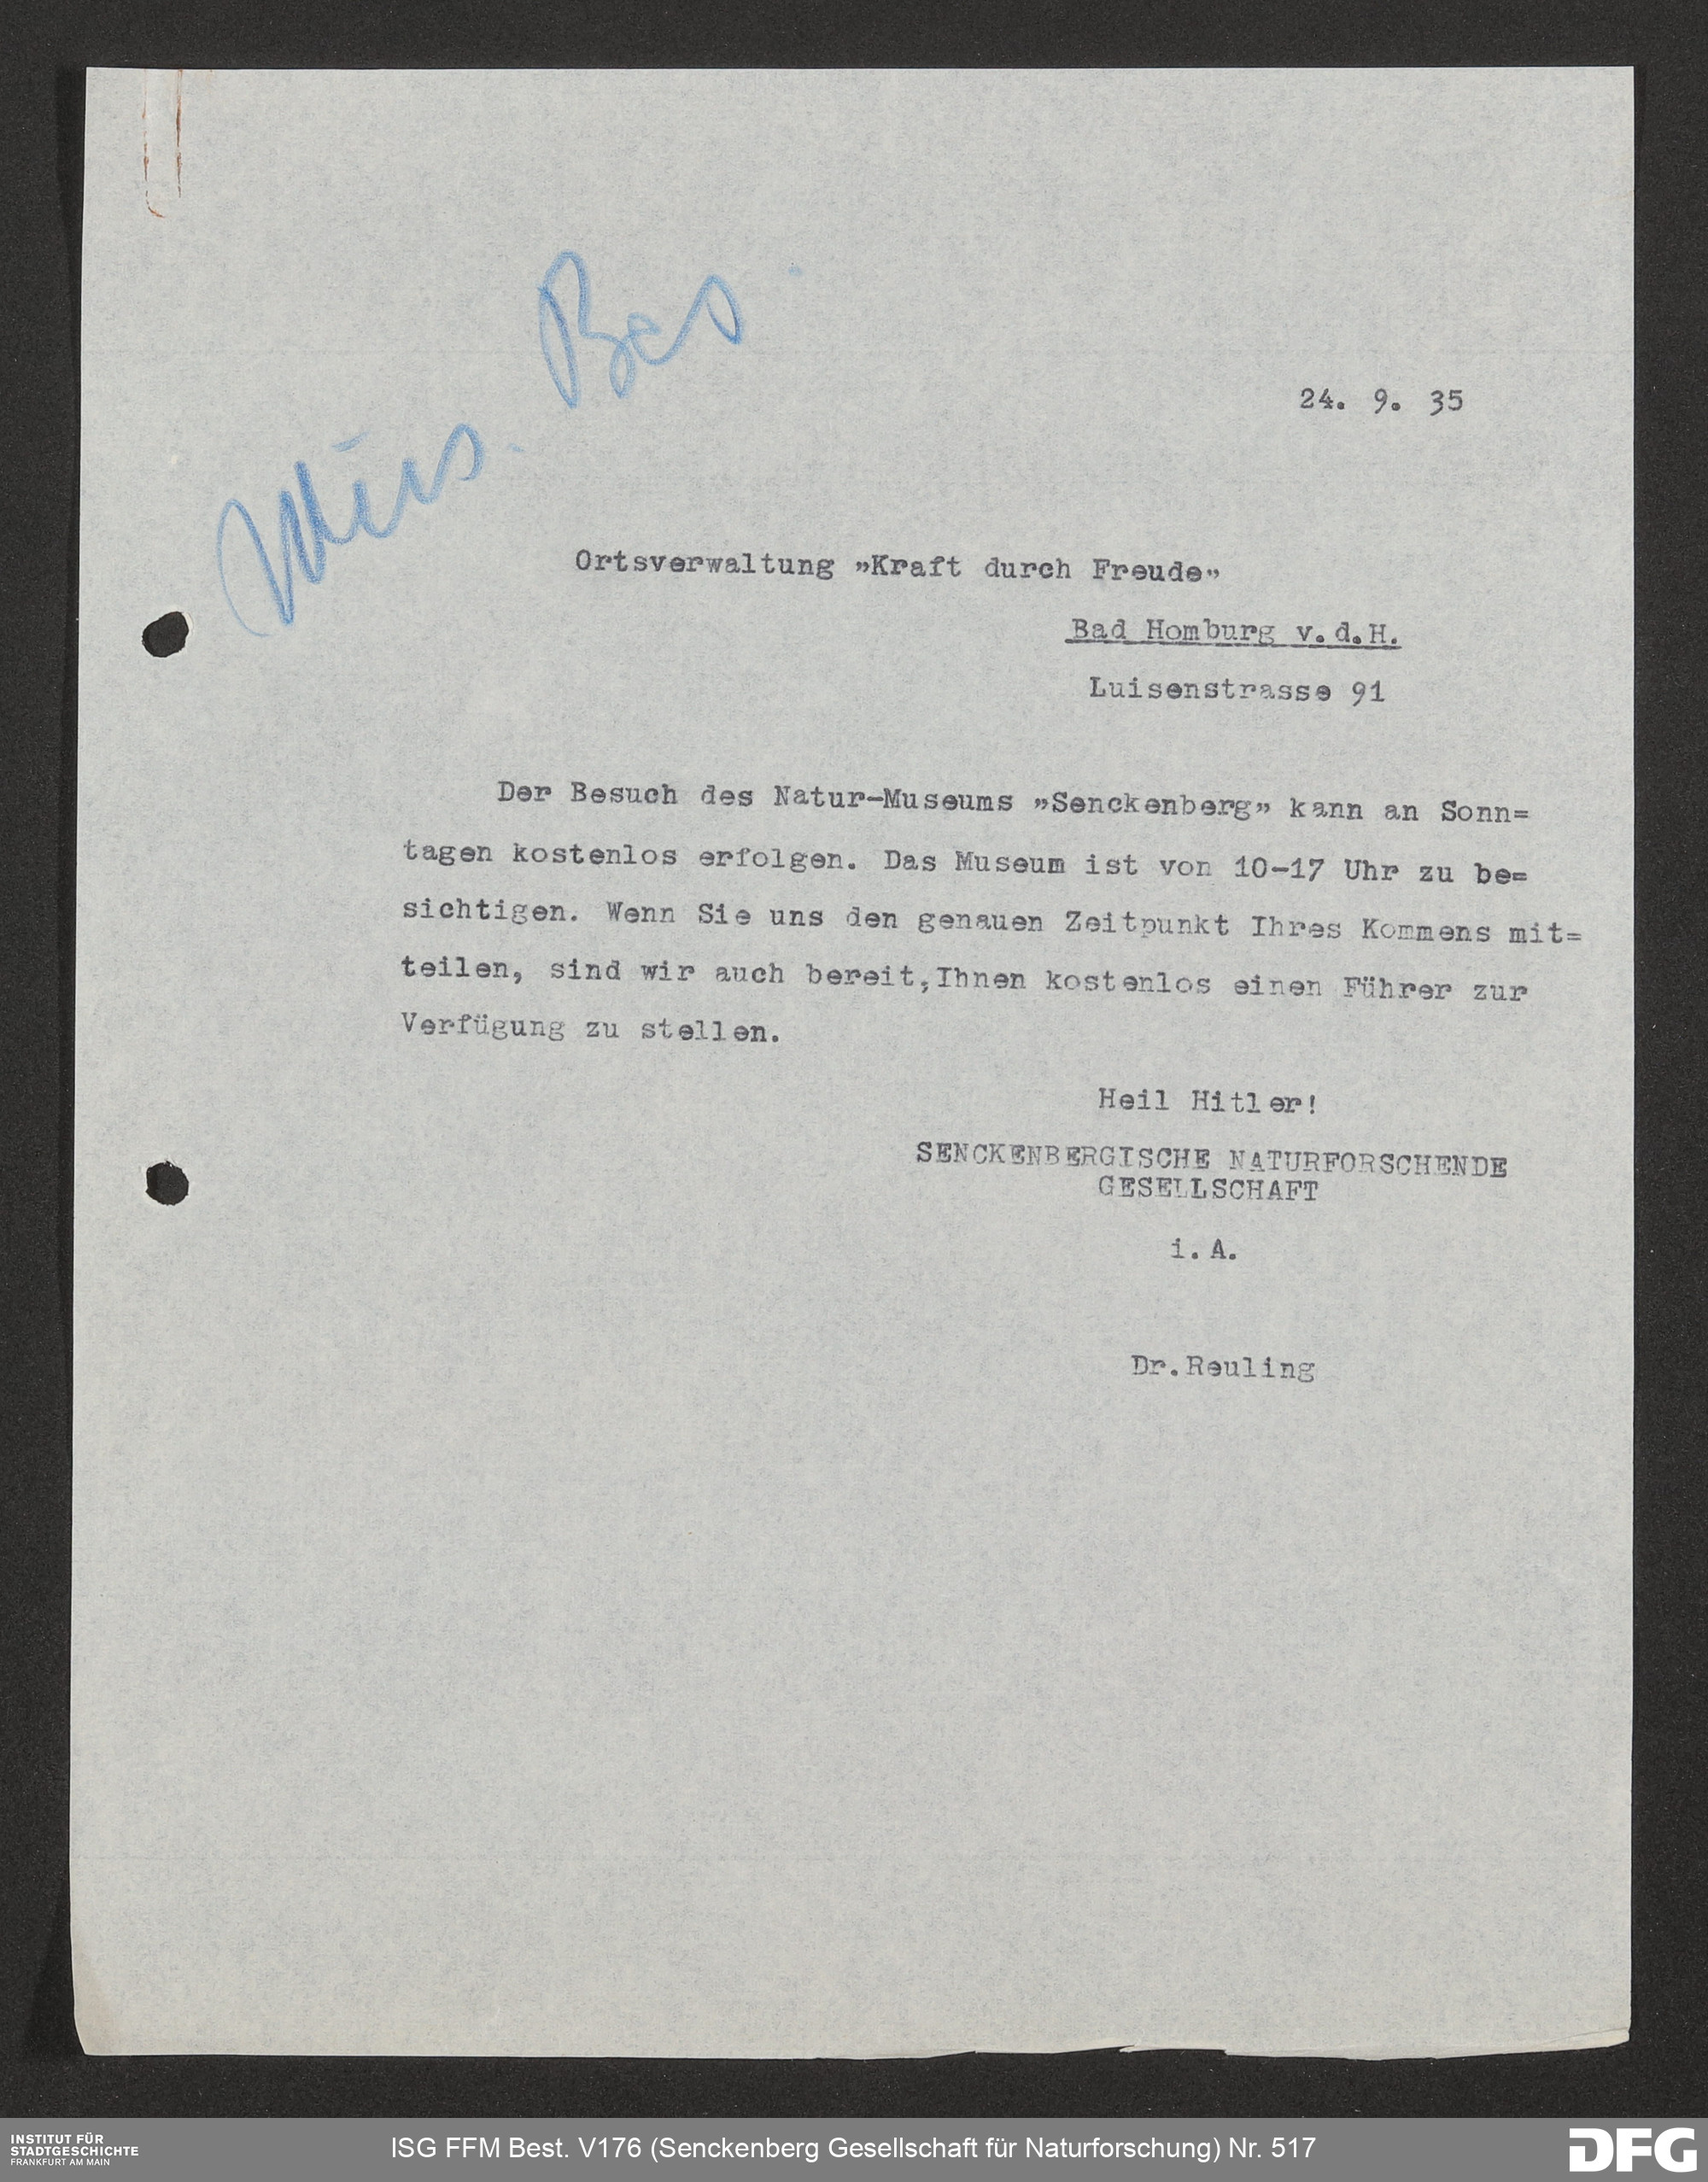 Mus. Bes.
24. 9. 35
Ortsverwaltung "Kraft durch Freude"
Bad Homburg v.d.H.
Luisenstrasse 91
Der Besuch des Natur-Museums "Senckenberg" kann an Sonn=
tagen kostenlos erfolgen. Das Museum ist von 10-17 Uhr zu be=
sichtigen. Wenn Sie uns den genauen Zeitpunkt Ihres Kommens mit=
teilen, sind wir auch bereit, Ihnen kostenlos einen Führer zur
Verfügung zu stellen.
Heil Hitler!
SENCKENBERGISCHE NATURFORSCHENDE
GESELLSCHAFT
i. A.
Dr. Reuling
INSTITUT FÜR
STADTGESCHICHTE
FRANKFURT AM MAIN
ISG FFM Best. V176 (Senckenberg Gesellschaft für Naturforschung) Nr. 517
DFG